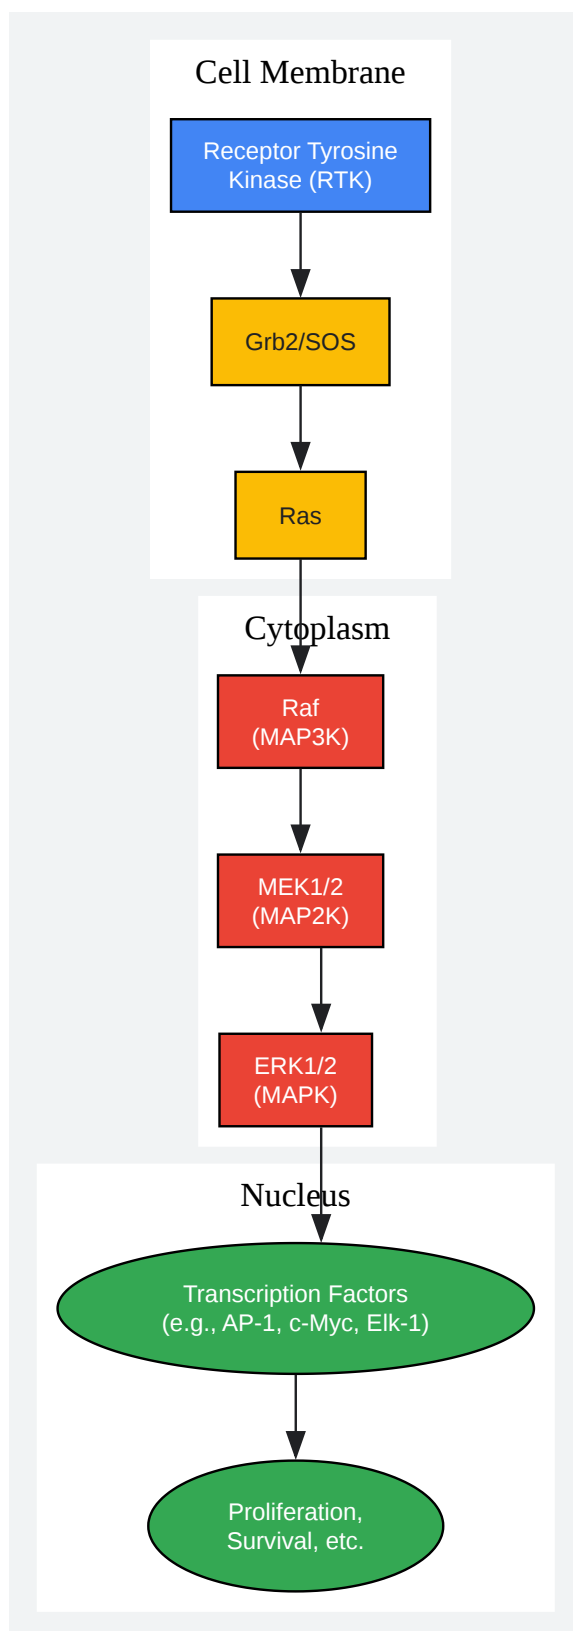 Cell Membrane
Receptor Tyrosine
Kinase (RTK)
Grb2/SOS
Ras
Cytoplasm
Raf
(MAP3K)
MEK1/2
(MAP2K)
ERK1/2
(MAPK)
Nucleus
Transcription Factors
(e.g., AP-1, c-Myc, Elk-1)
Proliferation,
Survival, etc.